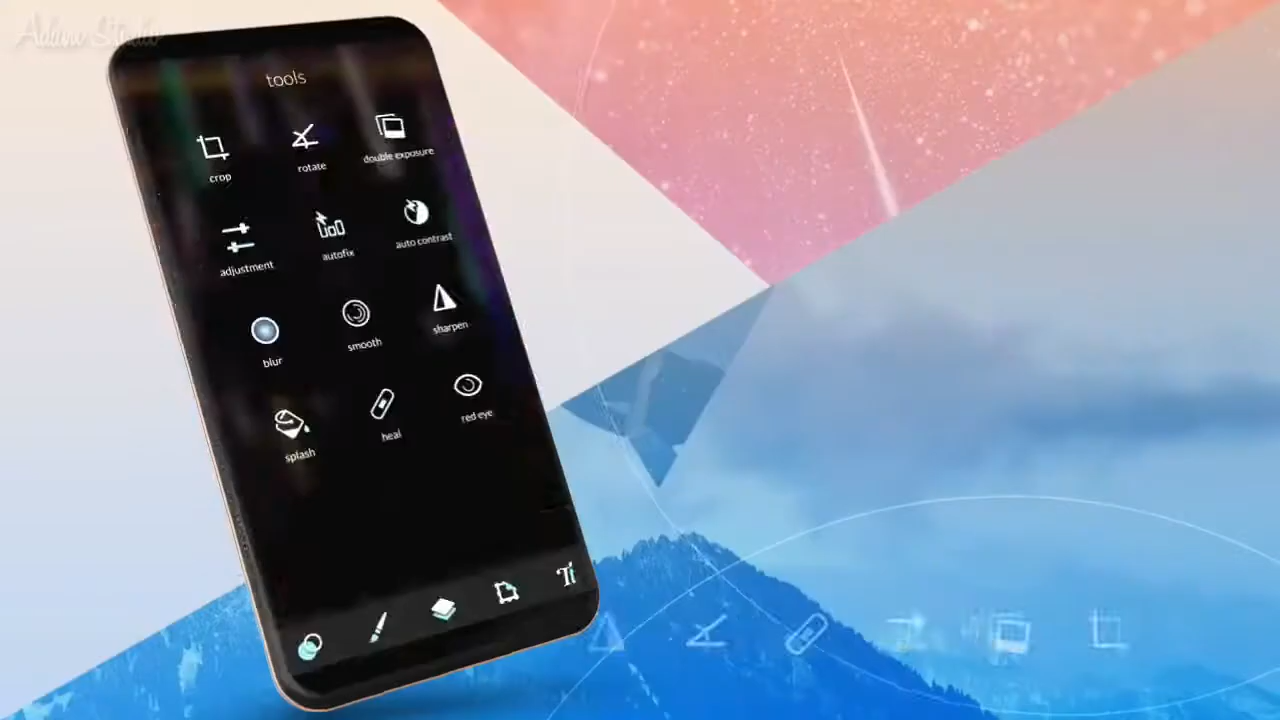 tools
crop rotate double exposure
adjustment autofix auto contrast
blur smooth sharpen
splash heal red eye